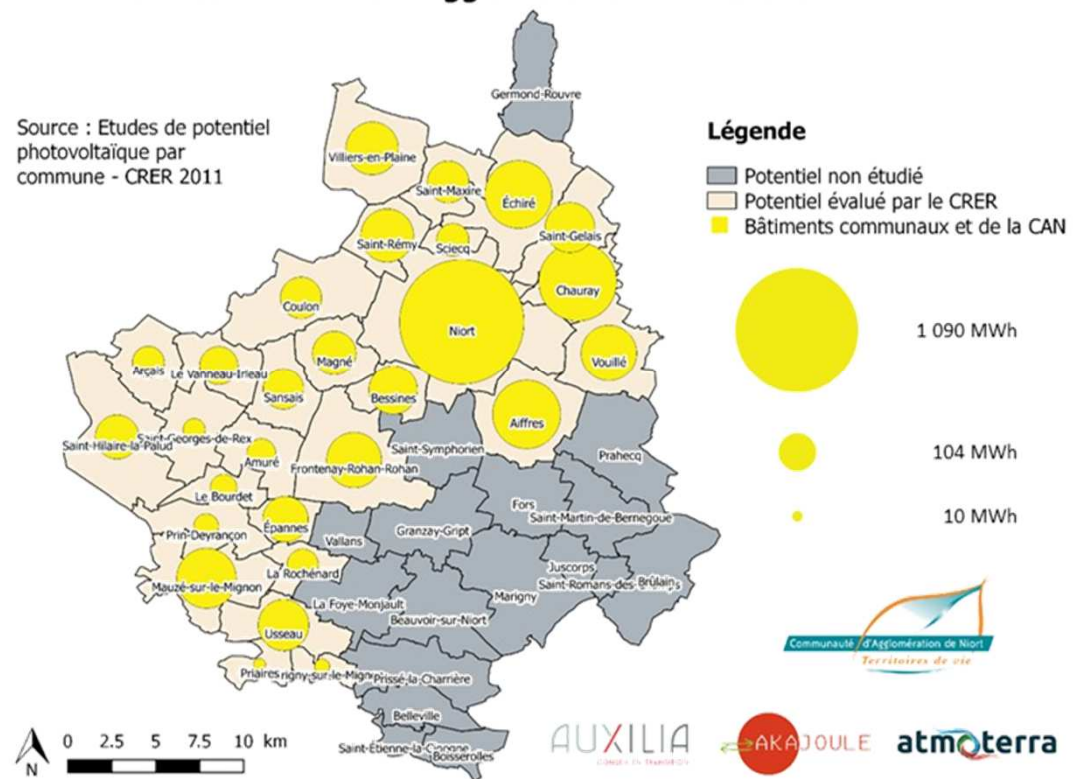 Germond-Rouvre
Source : Etudes de potentiel
photovoltaïque par
commune - CRER 2011
Villiers-en-Plaine
Saint-Maxire
Échiré
Saint-Gelais
Saint-Rémy
Sciecq
Chauray
Coulon
Niort
Magné
Vouillé
Arçais
Le Vanneau-Irleau
Sansais
Bessines
Aiffres
Saint-Hilaire-la-Palud
Saint-Georges-de-Rex
Amuré
Frontenay-Rohan-Rohan
Saint-Symphorien
Prahecq
Le Bourdet
Fors
Saint-Martin-de-Bernegoue
Prin-Deyrançon
Épannes
Vallans
Granzay-Gript
La Rochénard
Mauzé-sur-le-Mignon
Juscorps
Saint-Romans-des-
Brûlain
Marigny
La Foye-Monjault
Beauvoir-sur-Niort
Usseau
Priaires
rigny-sur-le-Mign
Prissé-la-Charrière
Belleville
Saint-Étienne-la-Cigogne
Boisserolles
Légende
Potentiel non étudié
Potentiel évalué par le CRER
Bâtiments communaux et de la CAN
1 090 MWh
104 MWh
10 MWh
Communauté d'Agglomération de Niort
Territoires de vie
N
0 2.5 5 7.5 10 km
AUXILIA
AKAJOULE
atmoterra